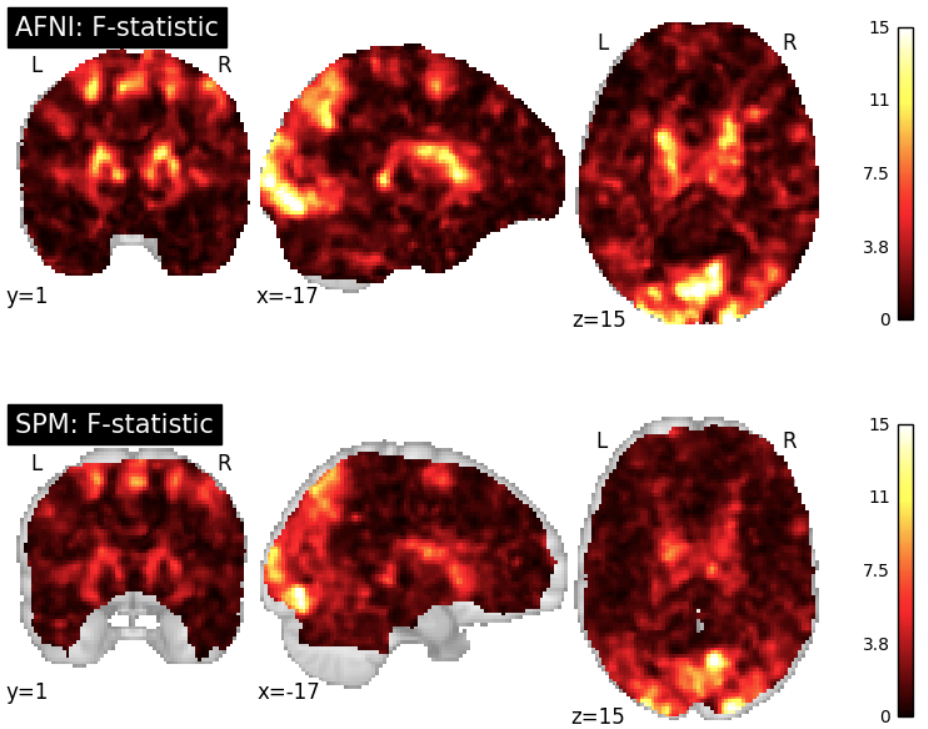 AFNI: F-statistic
L R L R
y=1 x=-17 z=15
15
11
7.5
3.8
0
SPM: F-statistic
L R L R
y=1 x=-17 z=15
15
11
7.5
3.8
0